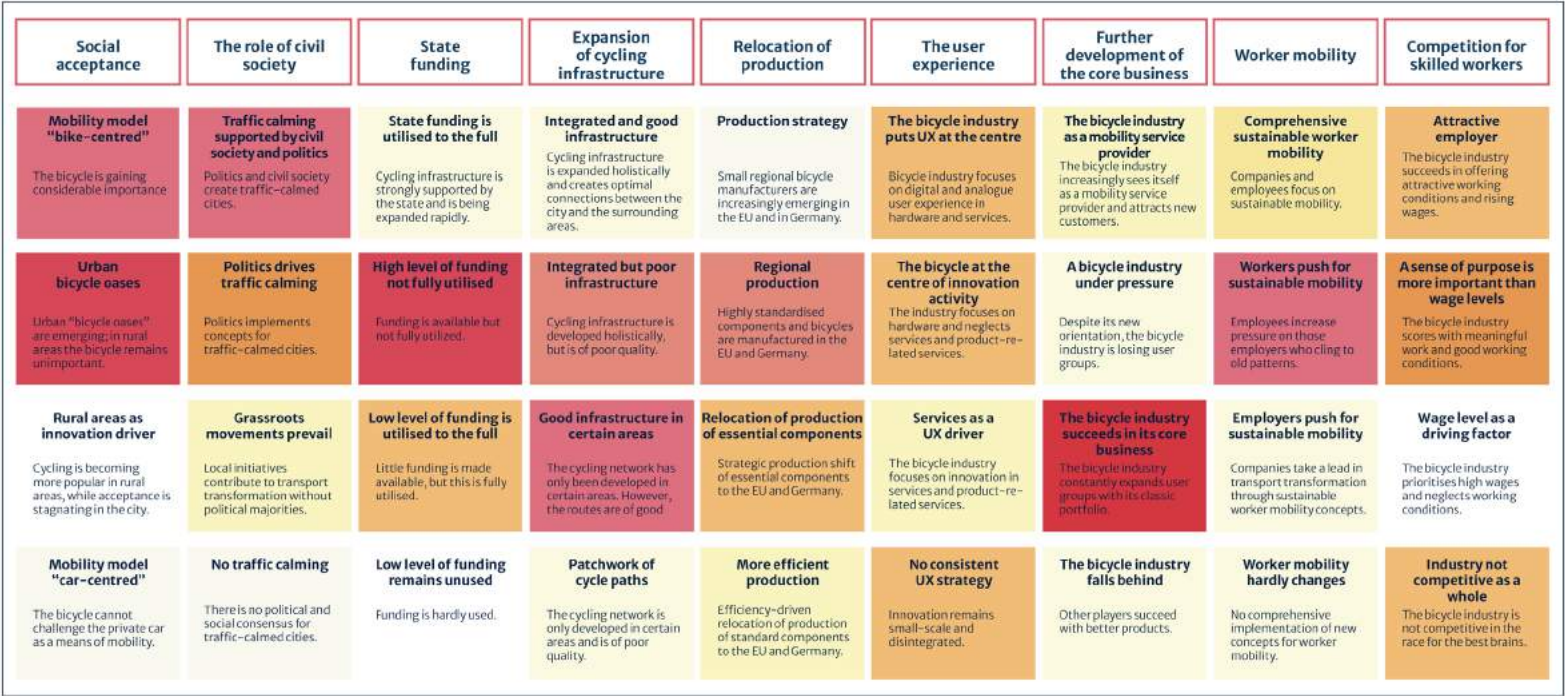 Social
acceptance
The role of civil
society
State
funding
Expansion
of cycling
infrastructure
Relocation of
production
The user
experience
Further
development of
the core business
Worker mobility
Competition for
skilled workers
Mobility model
"bike-centred"
The bicycle is gaining
considerable importance
Traffic calming
supported by civil
society and politics
Politics and civil society
create traffic-calmed
cities.
State funding is
utilised to the full
Cycling infrastructure is
strongly supported by
the state and is being
expanded rapidly.
Integrated and good
infrastructure
Cycling infrastructure
is expanded holistically
and creates optimal
connections between the
city and the surrounding
areas.
Production strategy
Small regional bicycle
manufacturers are
increasingly emerging in
the EU and in Germany.
The bicycle industry
puts UX at the centre
Bicycle industry focuses
on digital and analogue
user experience in
hardware and services.
The bicycle industry
as a mobility service
provider
The bicycle industry
increasingly sees itself
as a mobility service
provider and attracts new
customers.
Comprehensive
sustainable worker
mobility
Companies and
employees focus on
sustainable mobility.
Attractive
employer
The bicycle industry
succeeds in offering
attractive working
conditions and rising
wages.
Urban
bicycle oases
Urban "bicycle oases"
are emerging; in rural
areas the bicycle remains
unimportant.
Politics drives
traffic calming
Politics implements
concepts for
traffic-calmed cities.
High level of funding
not fully utilised
Funding is available but
not fully utilized.
Integrated but poor
infrastructure
Cycling infrastructure is
developed holistically,
but is of poor quality.
Regional
production
Highly standardised
components and bicycles
are manufactured in the
EU and Germany.
The bicycle at the
centre of innovation
activity
The industry focuses on
hardware and neglects
services and product-re-
lated services.
A bicycle industry
under pressure
Despite its new
orientation, the bicycle
industry is losing user
groups.
Workers push for
sustainable mobility
Employees increase
pressure on those
employers who cling to
old patterns.
A sense of purpose is
more important than
wage levels
The bicycle industry
scores with meaningful
work and good working
conditions.
Rural areas as
innovation driver
Cycling is becoming
more popular in rural
areas, while acceptance is
stagnating in the city.
Grassroots
movements prevail
Local initiatives
contribute to transport
transformation without
political majorities.
Low level of funding is
utilised to the full
Little funding is made
available, but this is fully
utilised.
Good infrastructure in
certain areas
The cycling network has
only been developed in
certain areas. However,
the routes are of good
Relocation of production
of essential components
Strategic production shift
of essential components
to the EU and Germany.
Services as a
UX driver
The bicycle industry
focuses on innovation in
services and product-re-
lated services.
The bicycle industry
succeeds in its core
business
The bicycle industry
constantly expands user
groups with its classic
portfolio.
Employers push for
sustainable mobility
Companies take a lead in
transport transformation
through sustainable
worker mobility concepts.
Wage level as a
driving factor
The bicycle industry
prioritises high wages
and neglects working
conditions.
Mobility model
"car-centred"
The bicycle cannot
challenge the private car
as a means of mobility.
No traffic calming
There is no political and
social consensus for
traffic-calmed cities.
Low level of funding
remains unused
Funding is hardly used.
Patchwork of
cycle paths
The cycling network is
only developed in certain
areas and is of poor
quality.
More efficient
production
Efficiency-driven
relocation of production
of standard components
to the EU and Germany.
No consistent
UX strategy
Innovation remains
small-scale and
disintegrated.
The bicycle industry
falls behind
Other players succeed
with better products.
Worker mobility
hardly changes
No comprehensive
implementation of new
concepts for worker
mobility.
Industry not
competitive as a
whole
The bicycle industry is
not competitive in the
race for the best brains.